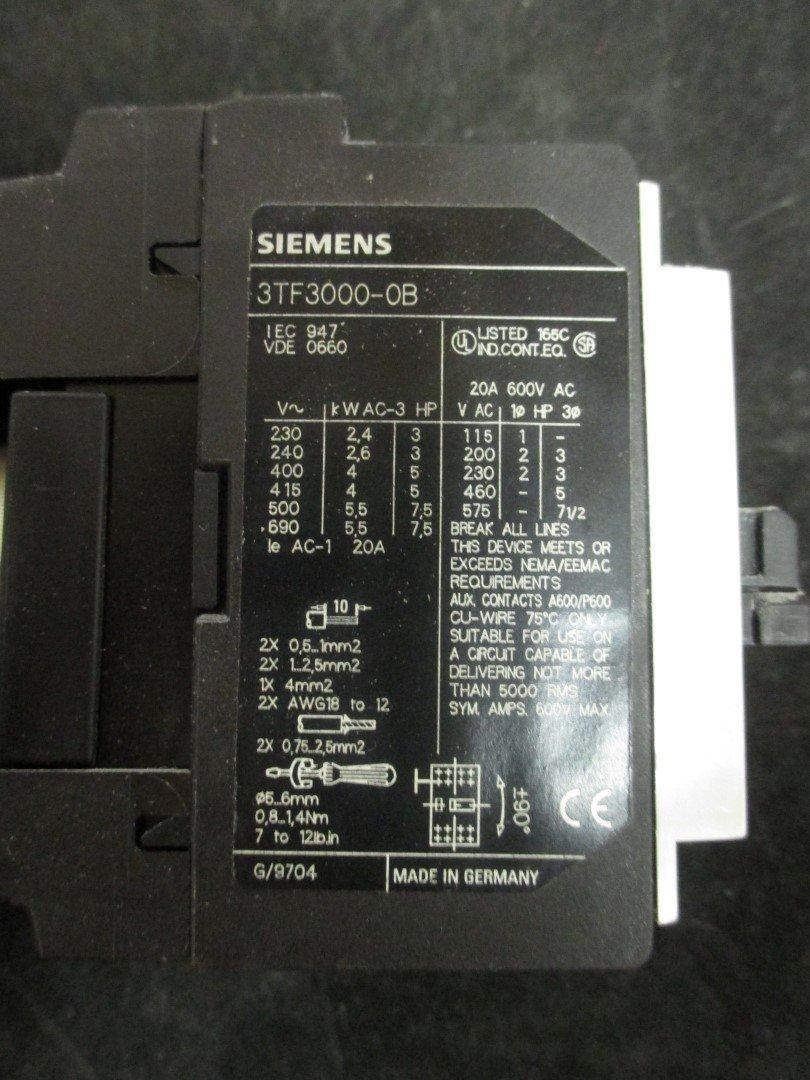 SIEMENS
3TF3000-0B
IEC 947
VDE 0660
V~ kW AC-3 HP
230 2,4 3
240 2,6 3
400 4 5
415 4 5
500 5,5 7,5
690 5,5 7,5
Ie AC-1 20A
10
2X 0,5...1mm2
2X 1...2,5mm2
1X 4mm2
2X AWG18 to 12
2X 0,75...2,5mm2
ø5...6mm
0,8...1,4Nm
7 to 12lb.in
UL LISTED 165C
IND.CONT.EQ. SA
20A 600V AC
V AC 1ø HP 3ø
115 1 -
200 2 3
230 2 3
460 - 5
575 - 7 1/2
BREAK ALL LINES
THIS DEVICE MEETS OR
EXCEEDS NEMA/EEMAC
REQUIREMENTS
AUX. CONTACTS A600/P600
CU-WIRE 75°C ONLY
SUITABLE FOR USE ON
A CIRCUIT CAPABLE OF
DELIVERING NOT MORE
THAN 5000 RMS
SYM. AMPS. 600V MAX.
±90°
CE
G/9704
MADE IN GERMANY